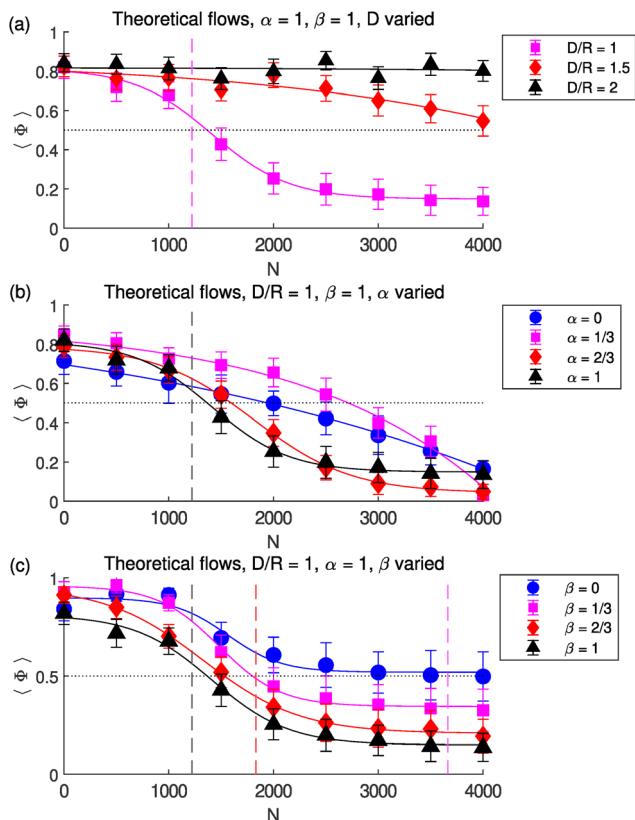 (a)
Theoretical flows, α = 1, β = 1, D varied
1
0.8
0.6
0.4
0.2
0
⟨ Φ ⟩
0 1000 2000 3000 4000
N
D/R = 1
D/R = 1.5
D/R = 2
(b)
Theoretical flows, D/R = 1, β = 1, α varied
1
0.8
0.6
0.4
0.2
0
⟨ Φ ⟩
0 1000 2000 3000 4000
N
α = 0
α = 1/3
α = 2/3
α = 1
(c)
Theoretical flows, D/R = 1, α = 1, β varied
1
0.5
0
⟨ Φ ⟩
0 1000 2000 3000 4000
N
β = 0
β = 1/3
β = 2/3
β = 1